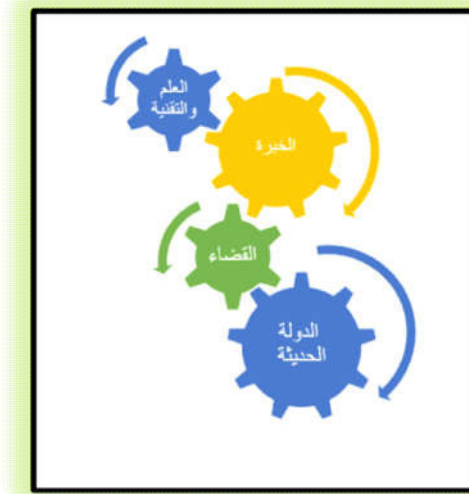 العلم
والتقنية
الخبرة
القضاء
الدولة
الحديثة